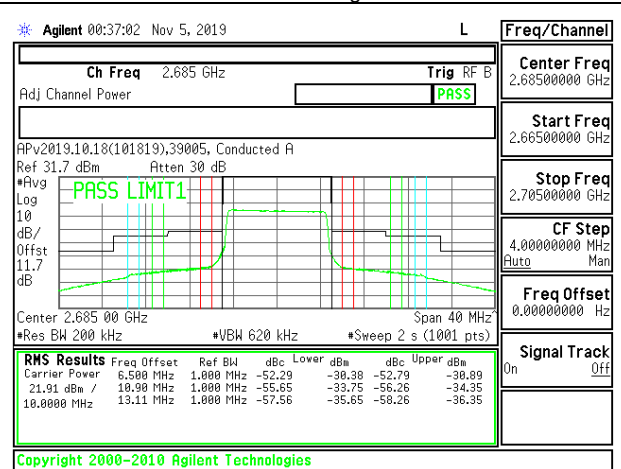 Agilent 00:37:02 Nov 5, 2019 L
Freq/Channel
Ch Freq 2.685 GHz Trig RF B
Adj Channel Power PASS
Center Freq
2.68500000 GHz
Start Freq
2.66500000 GHz
Stop Freq
2.70500000 GHz
CF Step
4.00000000 MHz
Auto Man
Freq Offset
0.00000000 Hz
Signal Track
On Off
APv2019.10.18(101819),39005, Conducted A
Ref 31.7 dBm Atten 30 dB
#Avg
Log
10
dB/
Offst
11.7
dB
PASS LIMIT1
Center 2.685 00 GHz Span 40 MHz^
#Res BW 200 kHz #VBW 620 kHz #Sweep 2 s (1001 pts)
RMS Results Freq Offset Ref BW dBc Lower dBm dBc Upper dBm
Carrier Power 6.500 MHz 1.000 MHz -52.29 -30.38 -52.79 -30.89
21.91 dBm / 10.90 MHz 1.000 MHz -55.65 -33.75 -56.26 -34.35
10.0000 MHz 13.11 MHz 1.000 MHz -57.56 -35.65 -58.26 -36.35
Copyright 2000-2010 Agilent Technologies